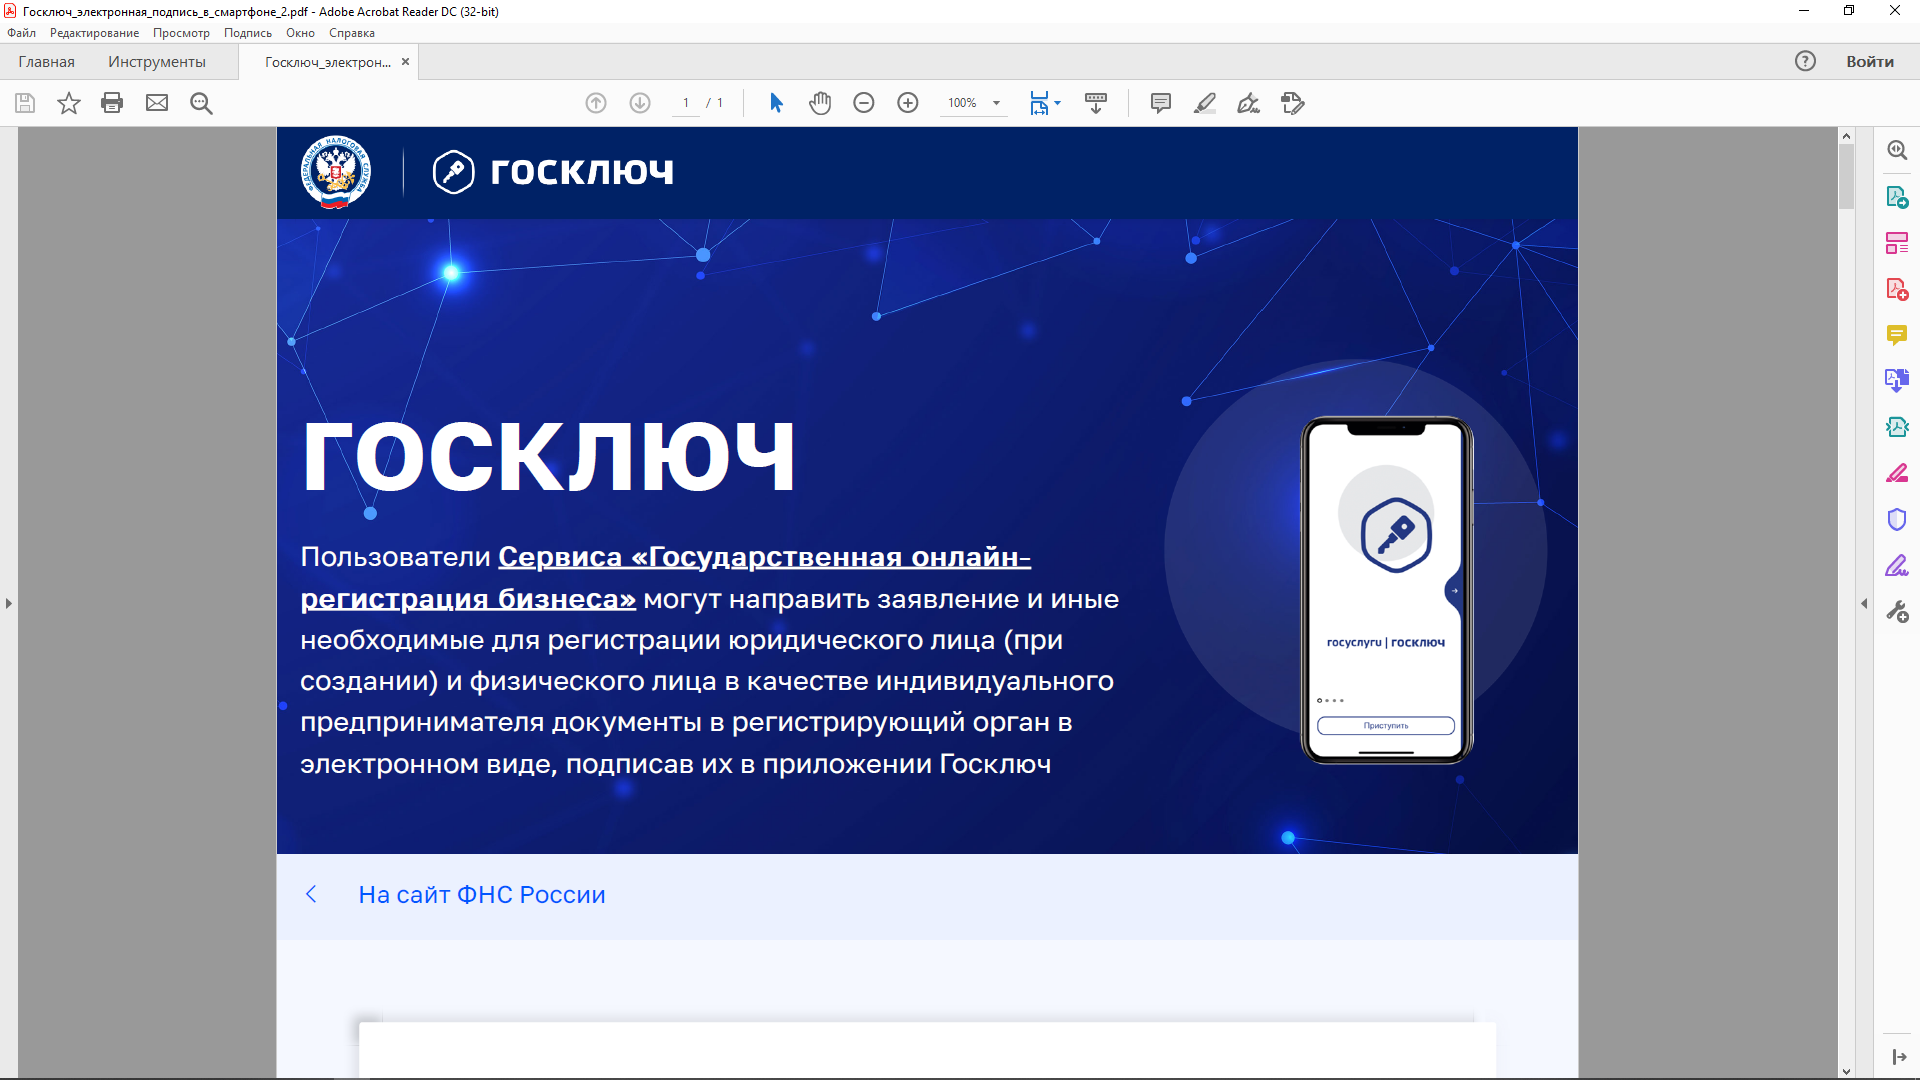 Госключ_электронная_подпись_в_смартфоне_2.pdf - Adobe Acrobat Reader DC (32-bit)
Файл Редактирование Просмотр Подпись Окно Справка
Главная Инструменты Госключ_электрон... Войти
1 / 1 100%
ФЕДЕРАЛЬНАЯ НАЛОГОВАЯ СЛУЖБА
ГОСКЛЮЧ
ГОСКЛЮЧ
Пользователи Сервиса «Государственная онлайн-
регистрация бизнеса» могут направить заявление и иные
необходимые для регистрации юридического лица (при
создании) и физического лица в качестве индивидуального
предпринимателя документы в регистрирующий орган в
электронном виде, подписав их в приложении Госключ
госуслуги | госключ
Приступить
На сайт ФНС России